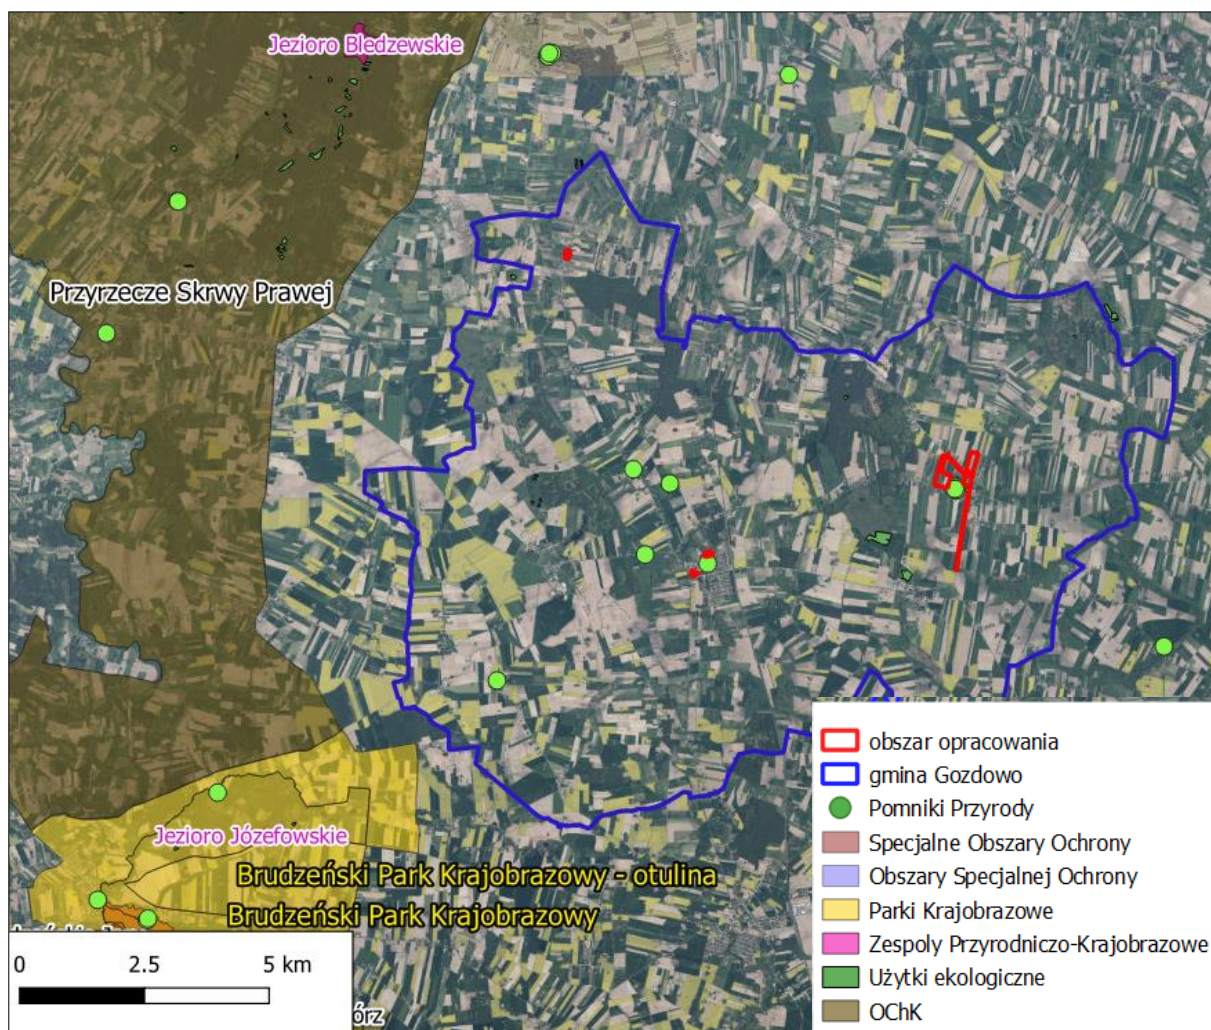 Jezioro Bledzewskie
Przyrzecze Skrwy Prawej
Jezioro Józefowskie
Brudzeński Park Krajobrazowy - otulina
Brudzeński Park Krajobrazowy
0 2.5 5 km
órz
obszar opracowania
gmina Gozdowo
Pomniki Przyrody
Specjalne Obszary Ochrony
Obszary Specjalnej Ochrony
Parki Krajobrazowe
Zespoly Przyrodniczo-Krajobrazowe
Użytki ekologiczne
OChK